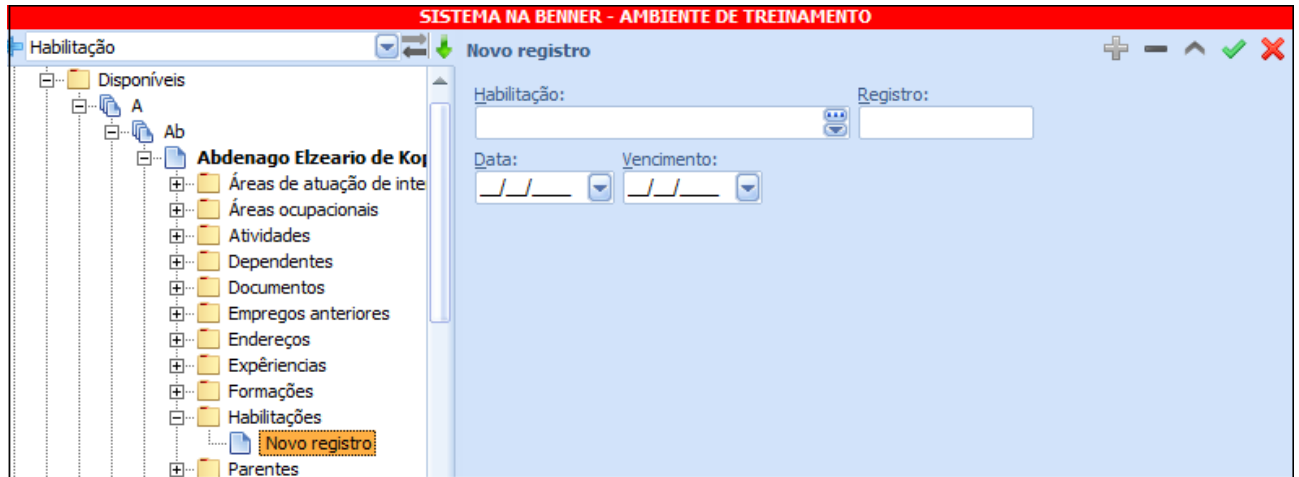 SISTEMA NA BENNER - AMBIENTE DE TREINAMENTO
Habilitação
Novo registro
Disponíveis
A
Ab
Abdenago Elzeario de Kop
Áreas de atuação de inte
Áreas ocupacionais
Atividades
Dependentes
Documentos
Empregos anteriores
Endereços
Expêriencias
Formações
Habilitações
Novo registro
Parentes
Habilitação: Registro:
Data: Vencimento:
__/__/____ __/__/____